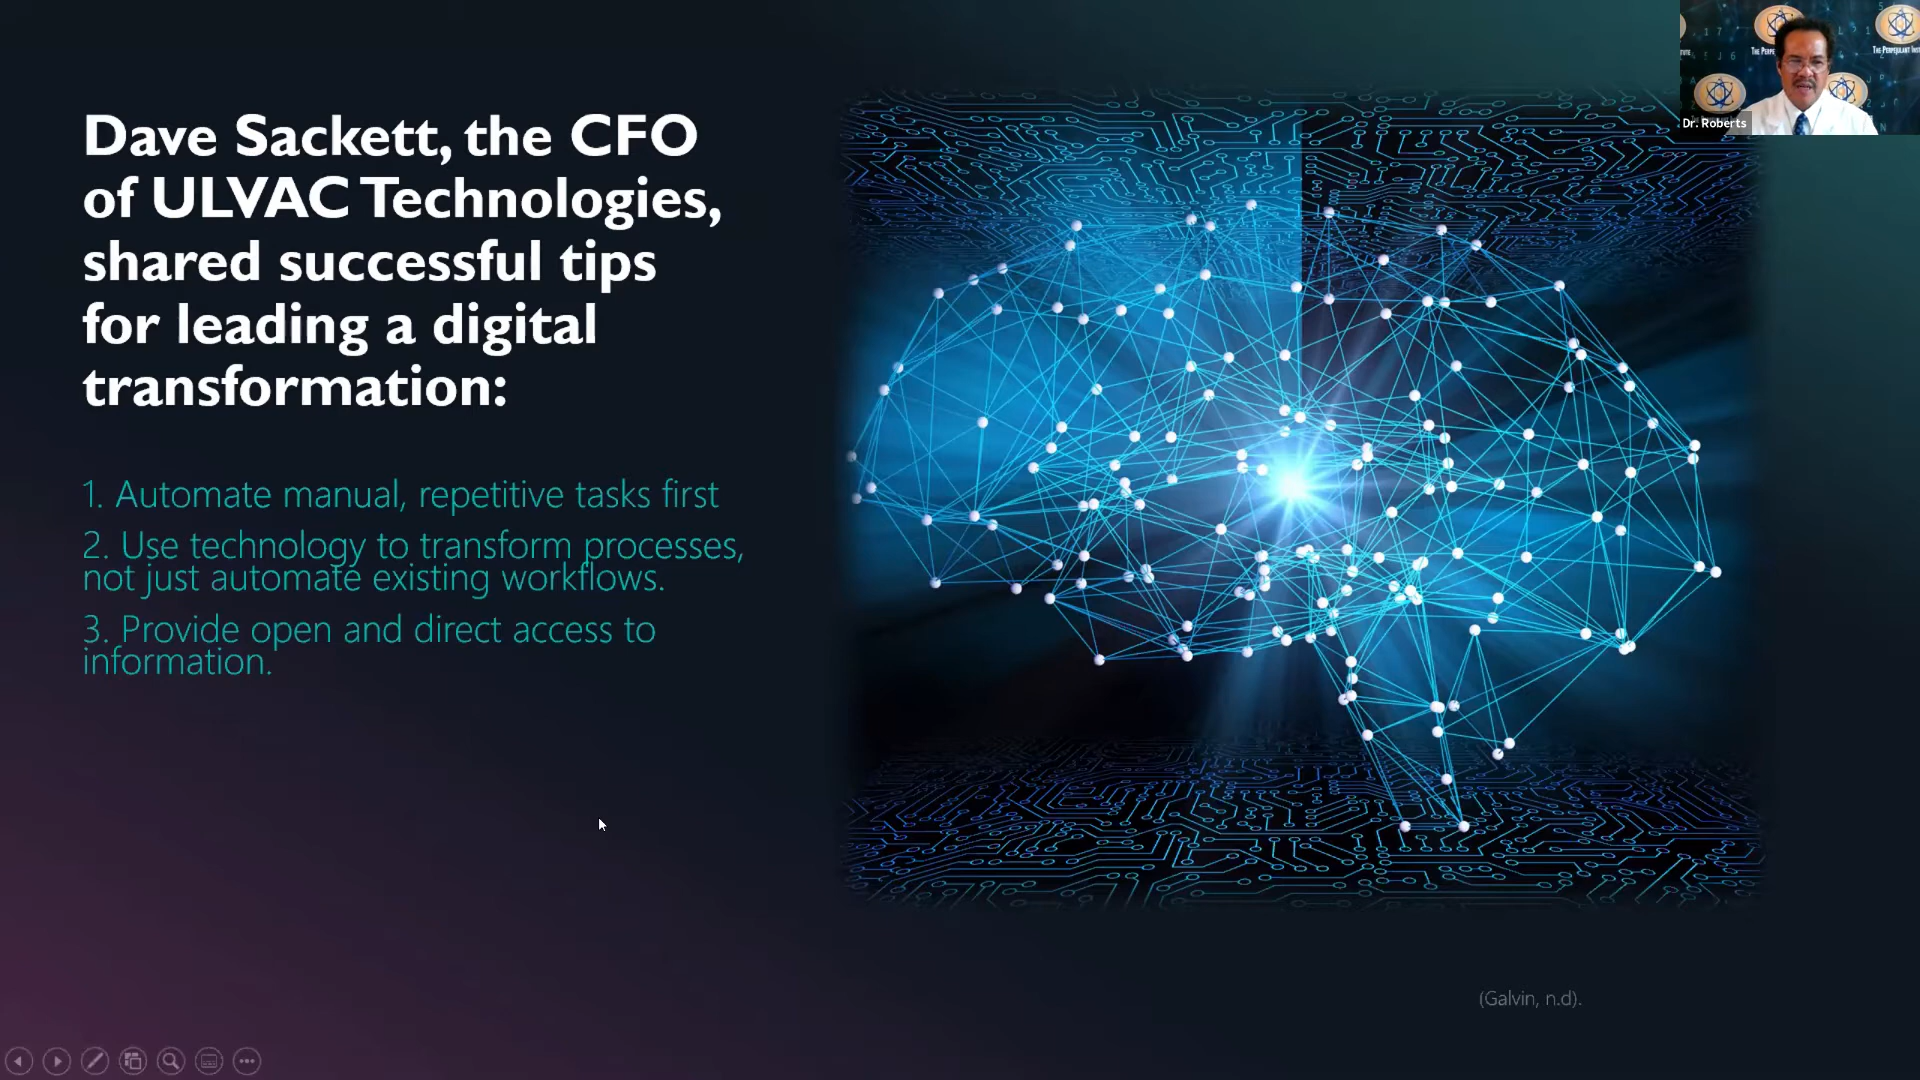 Dave Sackett, the CFO
of ULVAC Technologies,
shared successful tips
for leading a digital
transformation:
1. Automate manual, repetitive tasks first
2. Use technology to transform processes,
not just automate existing workflows.
3. Provide open and direct access to
information.
(Galvin, n.d).
Dr. Roberts